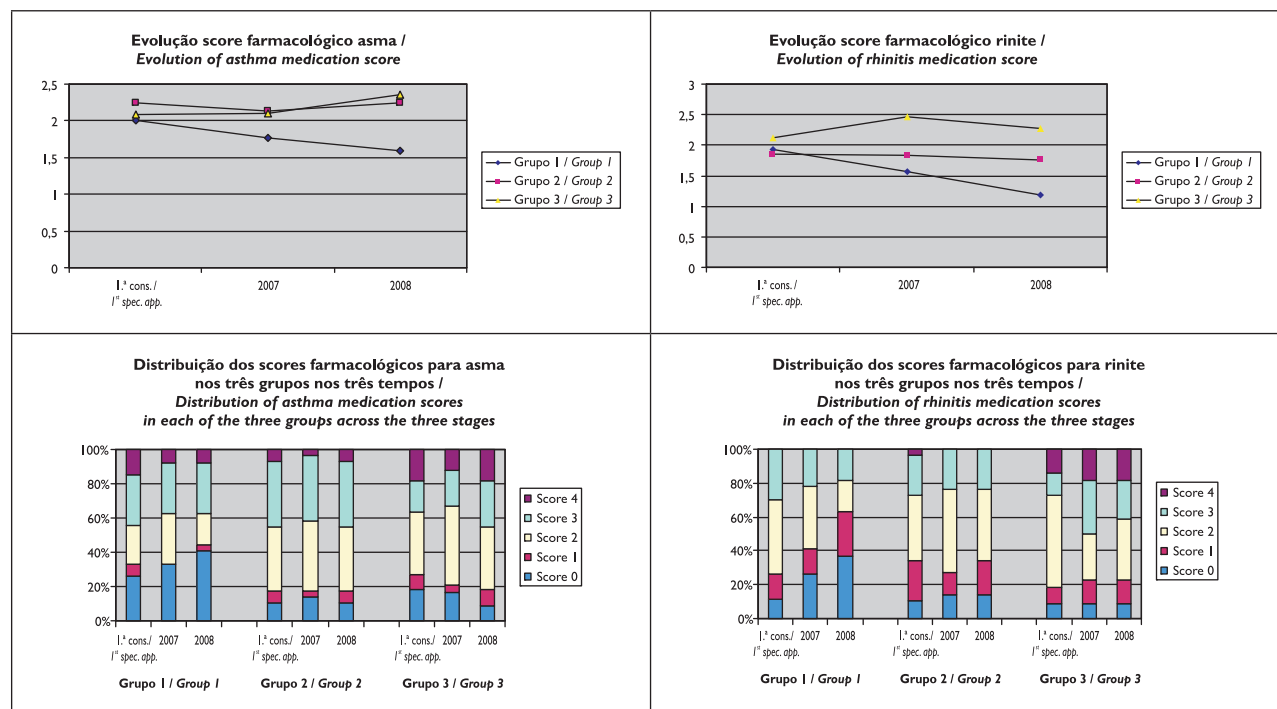 Evolução score farmacológico asma /
Evolution of asthma medication score
2,5
2
1,5
1
0,5
0
1.ª cons./
1st spec. app.
2007
2008
Grupo 1 / Group 1
Grupo 2 / Group 2
Grupo 3 / Group 3
Evolução score farmacológico rinite /
Evolution of rhinitis medication score
3
2,5
2
1,5
1
0,5
0
1.ª cons./
1st spec. app.
2007
2008
Grupo 1 / Group 1
Grupo 2 / Group 2
Grupo 3 / Group 3
Distribuição dos scores farmacológicos para asma
nos três grupos nos três tempos /
Distribution of asthma medication scores
in each of the three groups across the three stages
100%
80%
60%
40%
20%
0%
1.ª cons./ 2007 2008 1.ª cons./ 2007 2008 1.ª cons./ 2007 2008
1st spec. app. 1st spec. app. 1st spec. app.
Grupo 1 / Group 1 Grupo 2 / Group 2 Grupo 3 / Group 3
Score 4
Score 3
Score 2
Score 1
Score 0
Distribuição dos scores farmacológicos para rinite
nos três grupos nos três tempos /
Distribution of rhinitis medication scores
in each of the three groups across the three stages
100%
80%
60%
40%
20%
0%
1.ª cons./ 2007 2008 1.ª cons./ 2007 2008 1.ª cons./ 2007 2008
1st spec. app. 1st spec. app. 1st spec. app.
Grupo 1 / Group 1 Grupo 2 / Group 2 Grupo 3 / Group 3
Score 4
Score 3
Score 2
Score 1
Score 0